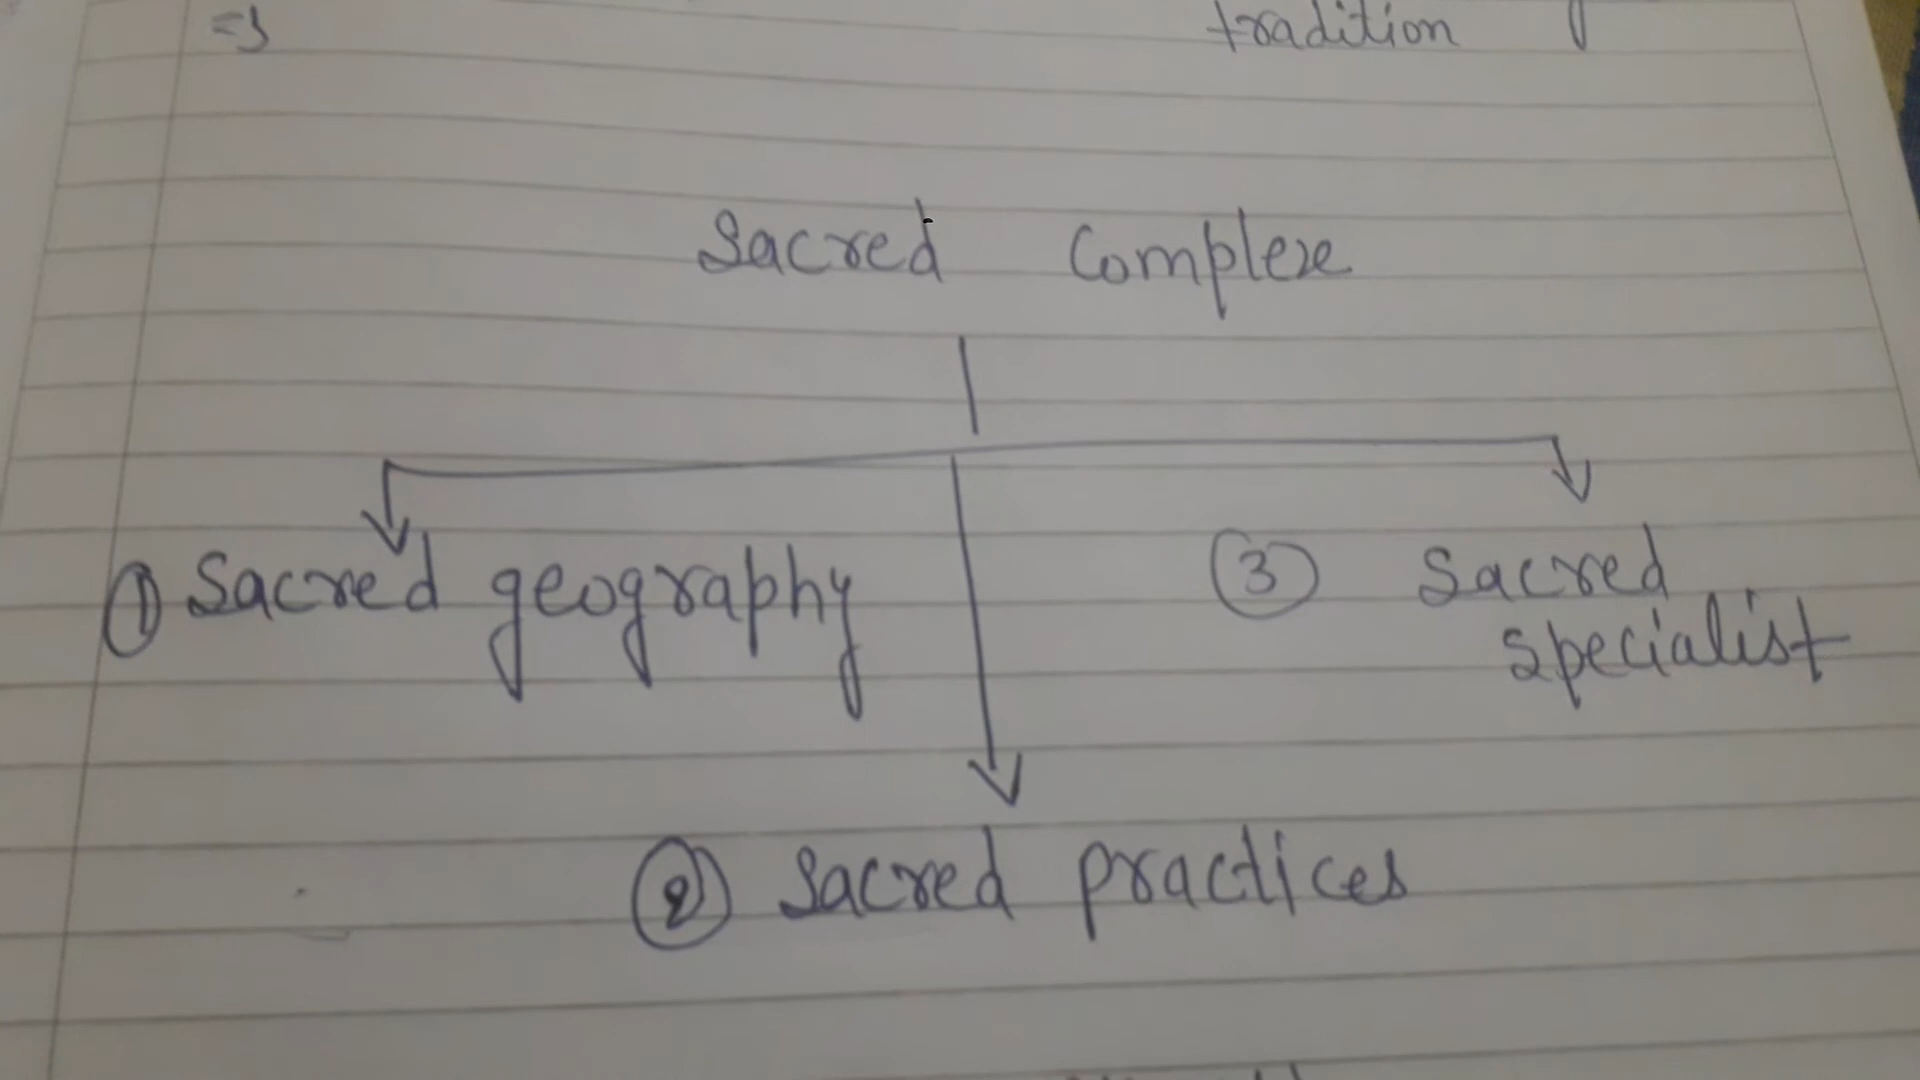 => tradition
Sacred Complex
① Sacred geography
③ Sacred
specialist
② Sacred practices